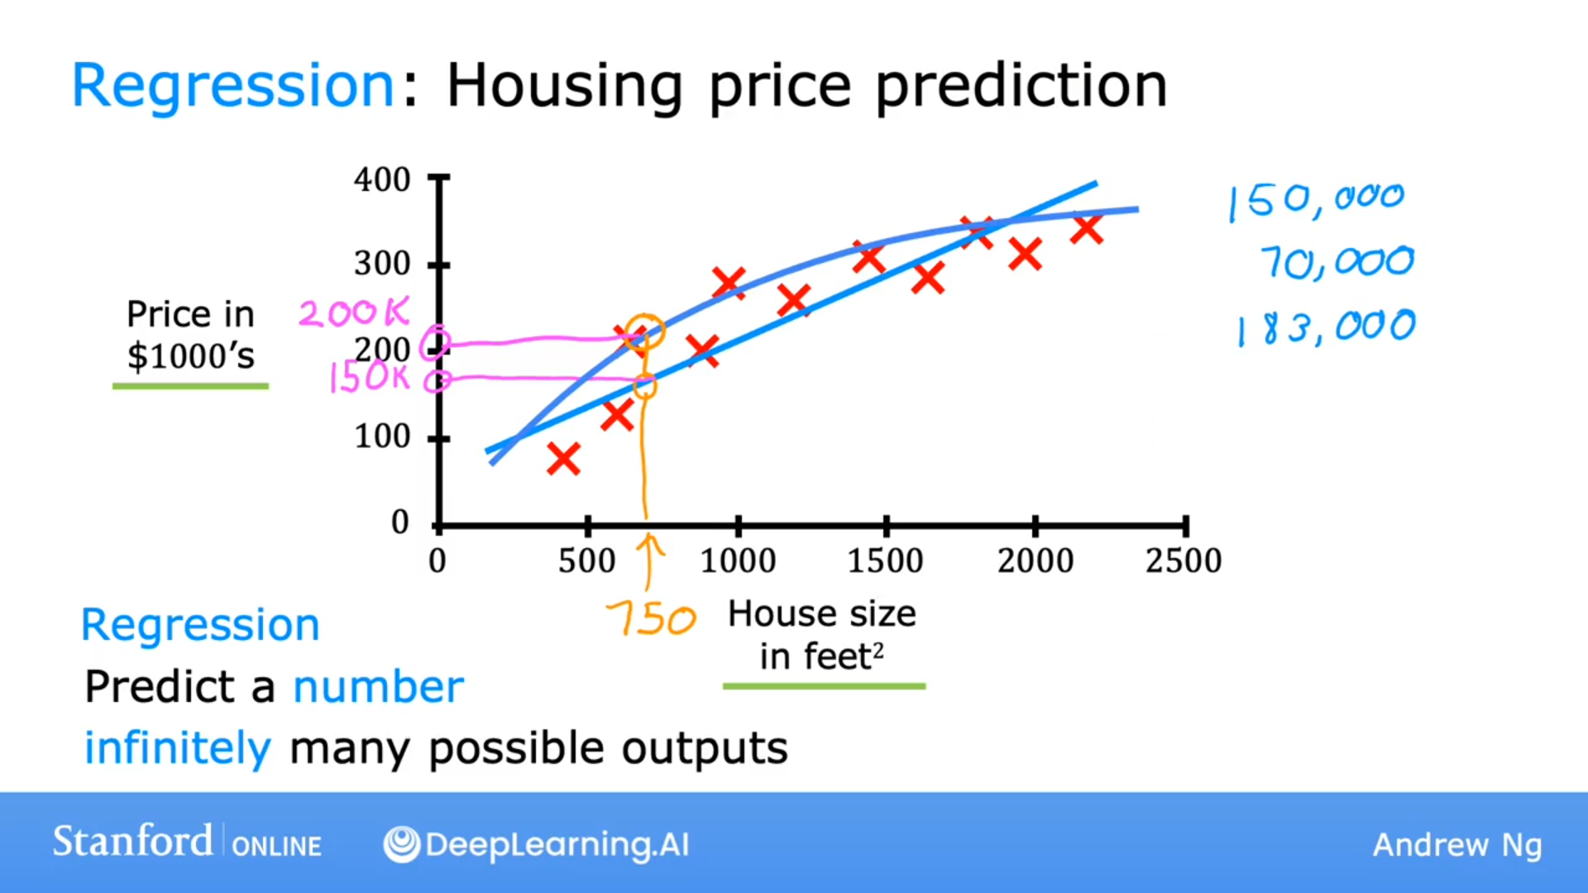 Regression: Housing price prediction
400
300
200
100
0
Price in
$1000's
200K
150K
0 500 1000 1500 2000 2500
750
House size
in feet²
150,000
70,000
183,000
Regression
Predict a number
infinitely many possible outputs
Stanford ONLINE
DeepLearning.AI
Andrew Ng